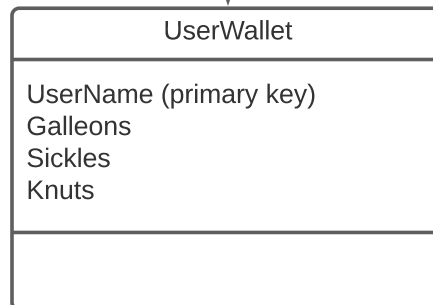 UserWallet
UserName (primary key)
Galleons
Sickles
Knuts